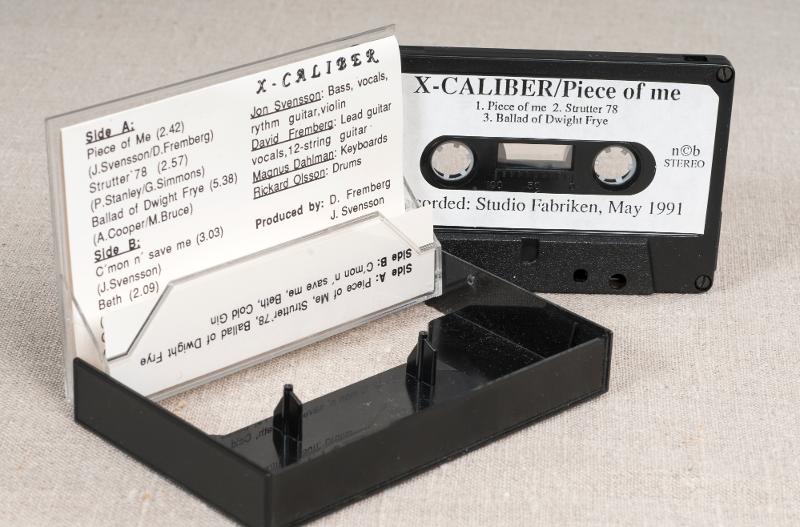 X-CALIBER
Side A:
Piece of Me (2.42)
(J.Svensson/D.Fremberg)
Strutter´78 (2.57)
(P.Stanley/G.Simmons)
Ballad of Dwight Frye (5.38)
(A.Cooper/M.Bruce)
Side B:
C´mon n´ save me (3.03)
(J.Svensson)
Beth (2.09)
(
Jon Svensson: Bass, vocals,
rythm guitar,violin
David Fremberg: Lead guitar
vocals,12-string guitar
Magnus Dahlman: Keyboards
Rickard Olsson: Drums
Produced by: D. Fremberg
J. Svensson
Side A: Piece of Me, Strutter´78, Ballad of Dwight Frye
Side B: C´mon n´ save me, Beth, Cold Gin
X-CALIBER/Piece of me
1. Piece of me 2. Strutter 78
3. Ballad of Dwight Frye
n©b
STEREO
100 50
corded: Studio Fabriken, May 1991